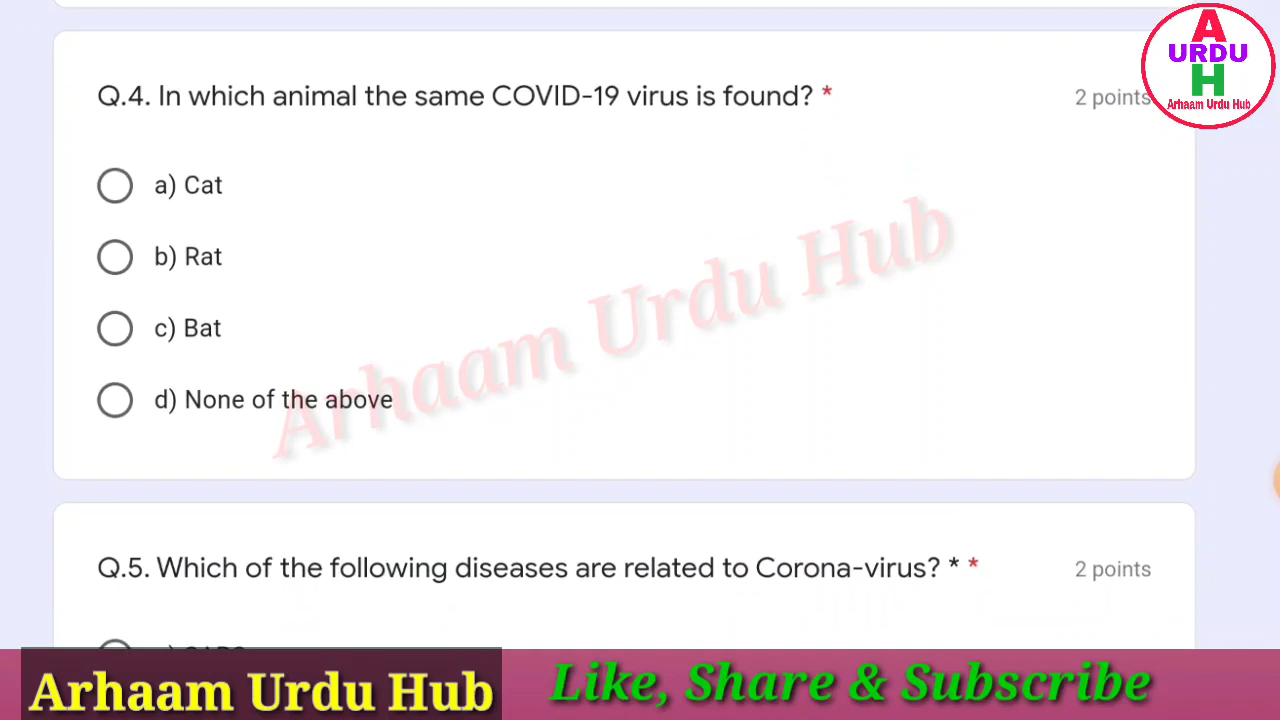 A
URDU
H
Arhaam Urdu Hub
Q.4. In which animal the same COVID-19 virus is found? *
2 points
a) Cat
b) Rat
c) Bat
d) None of the above
Arhaam Urdu Hub
Q.5. Which of the following diseases are related to Corona-virus? * *
2 points
Arhaam Urdu Hub
Like, Share & Subscribe